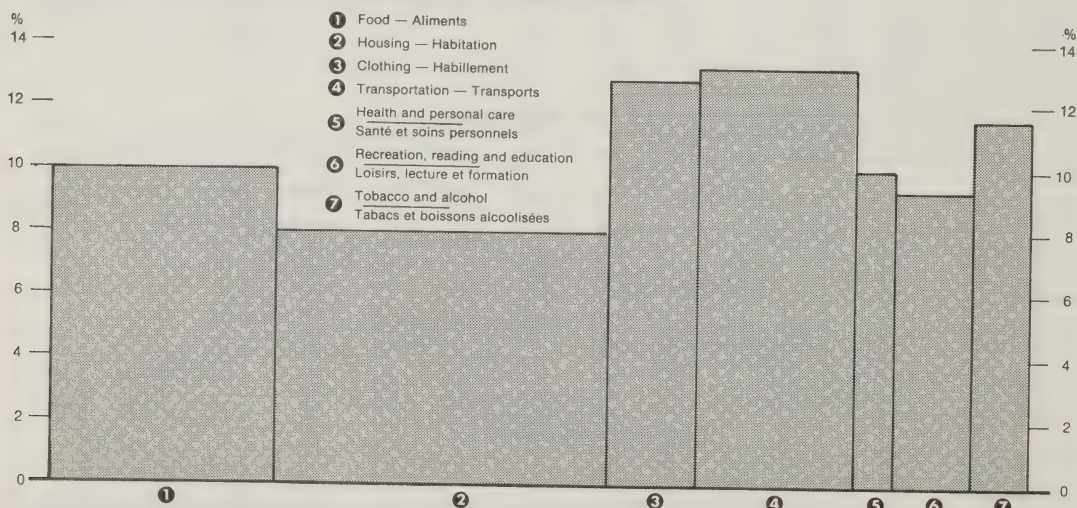 %
14
12
10
8
6
4
2
0
❶ Food — Aliments
❷ Housing — Habitation
❸ Clothing — Habillement
❹ Transportation — Transports
❺ Health and personal care
Santé et soins personnels
❻ Recreation, reading and education
Loisirs, lecture et formation
❼ Tobacco and alcohol
Tabacs et boissons alcoolisées
%
14
12
10
8
6
4
2
0
❶ ❷ ❸ ❹ ❺ ❻ ❼